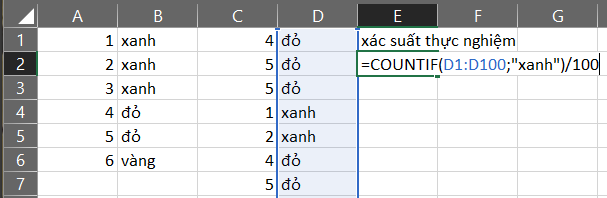 A B C D E F G
1 1 xanh 4 đỏ xác suất thực nghiệm
2 2 xanh 5 đỏ =COUNTIF(D1:D100;"xanh")/100
3 3 xanh 5 đỏ
4 4 đỏ 1 xanh
5 5 đỏ 2 xanh
6 6 vàng 4 đỏ
7 5 đỏ